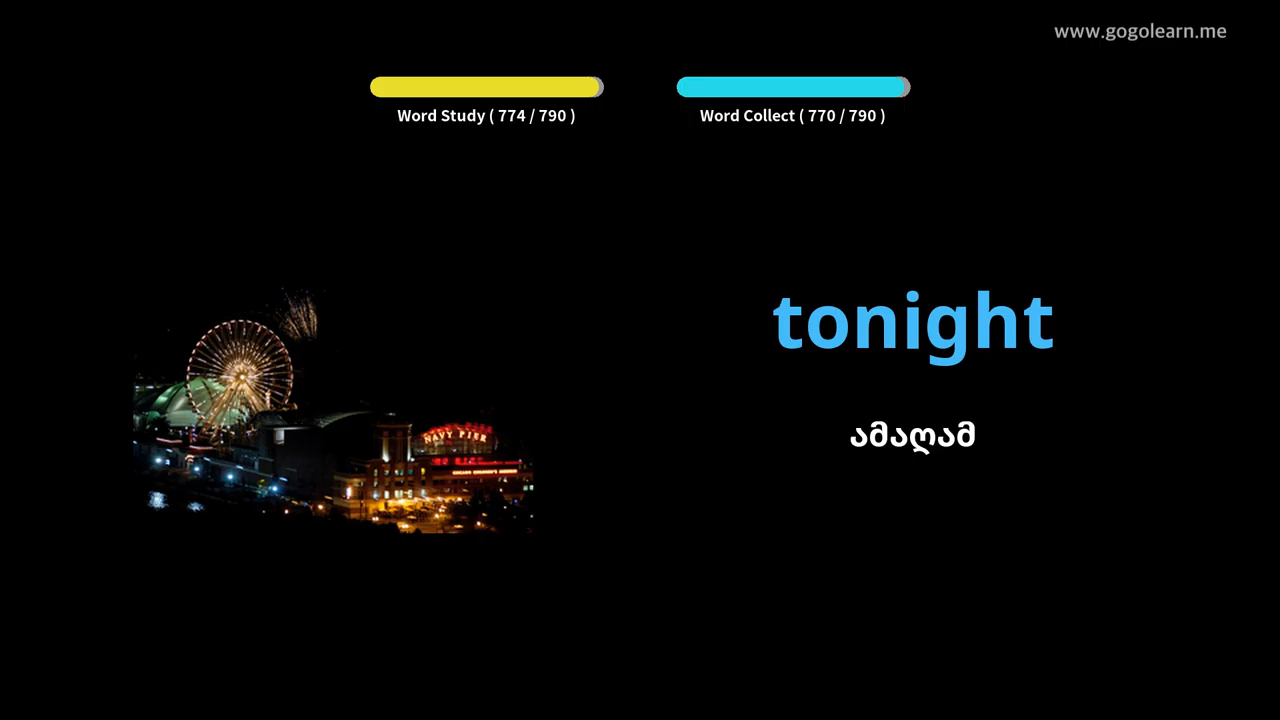 www.gogolearn.me
Word Study ( 774 / 790 )
Word Collect ( 770 / 790 )
tonight
ამაღამ
NAVY PIER